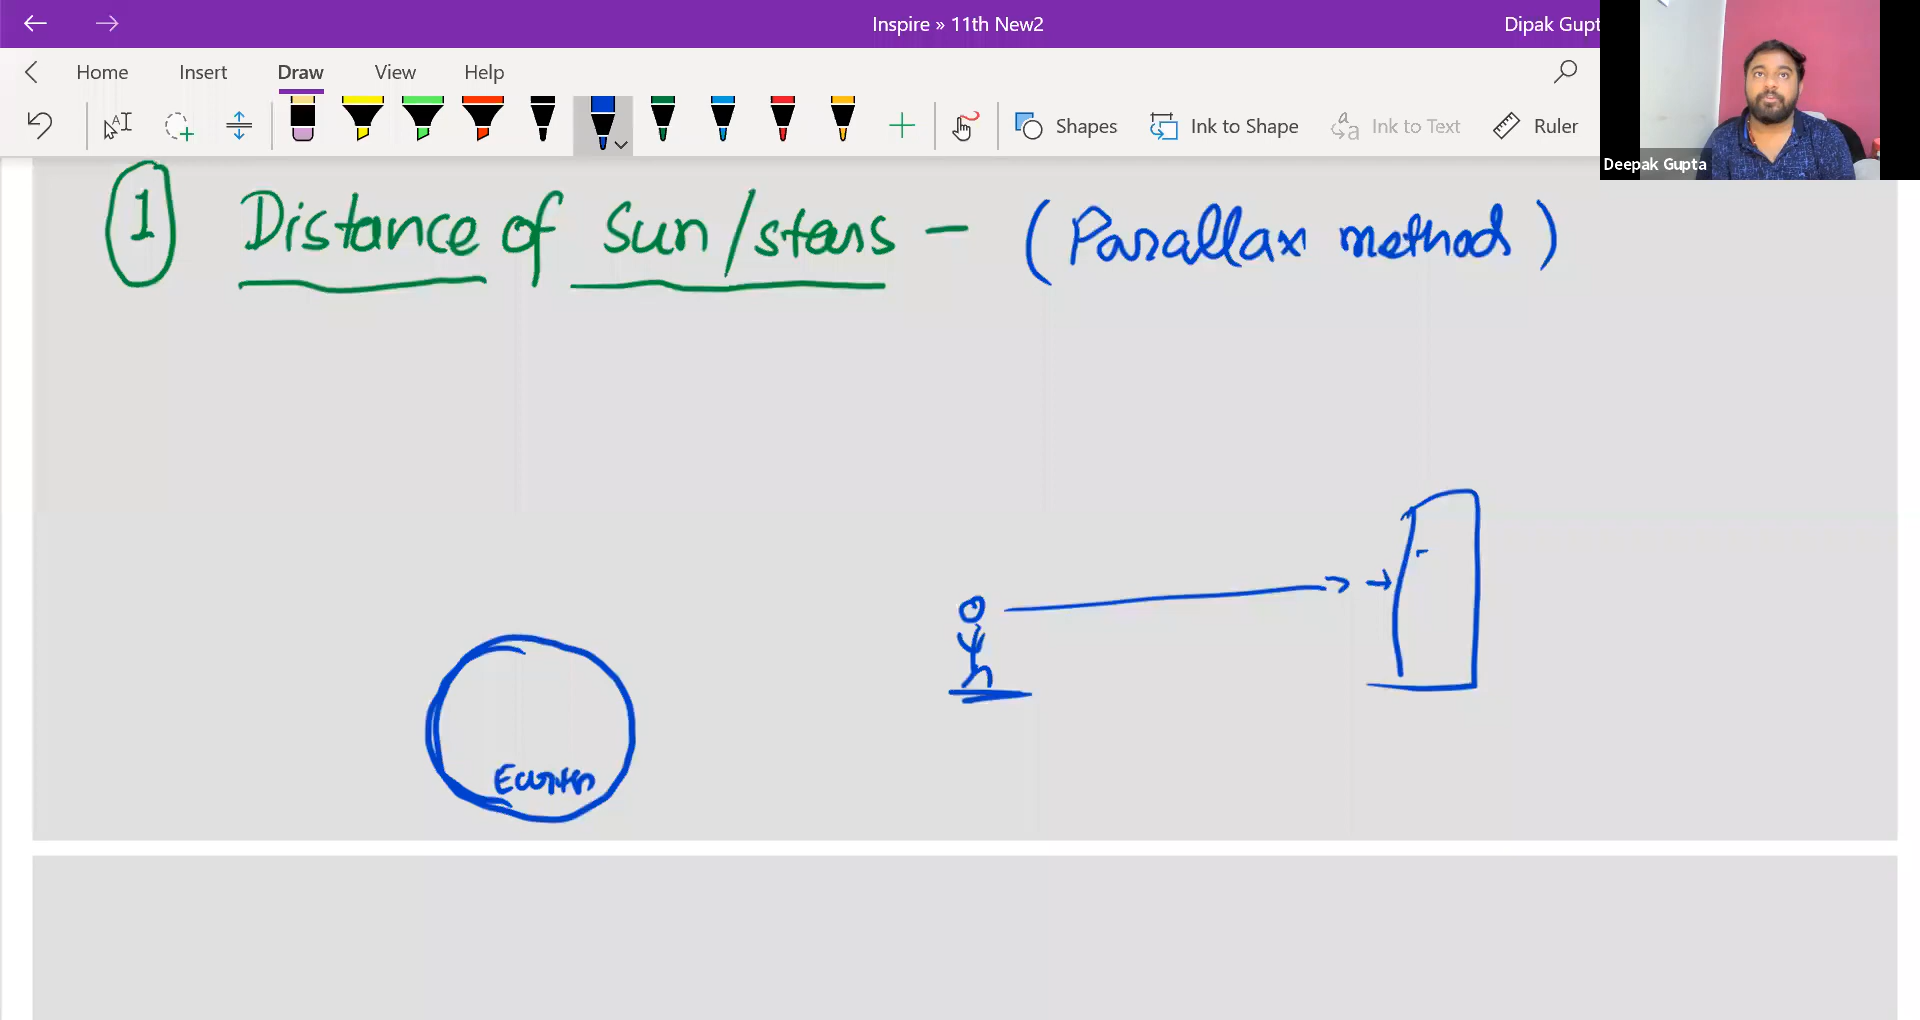 Inspire » 11th New2
Dipak Gupt
Home Insert Draw View Help
Shapes Ink to Shape Ink to Text Ruler
Deepak Gupta
1 Distance of Sun/stars – (Parallax method)
Earth